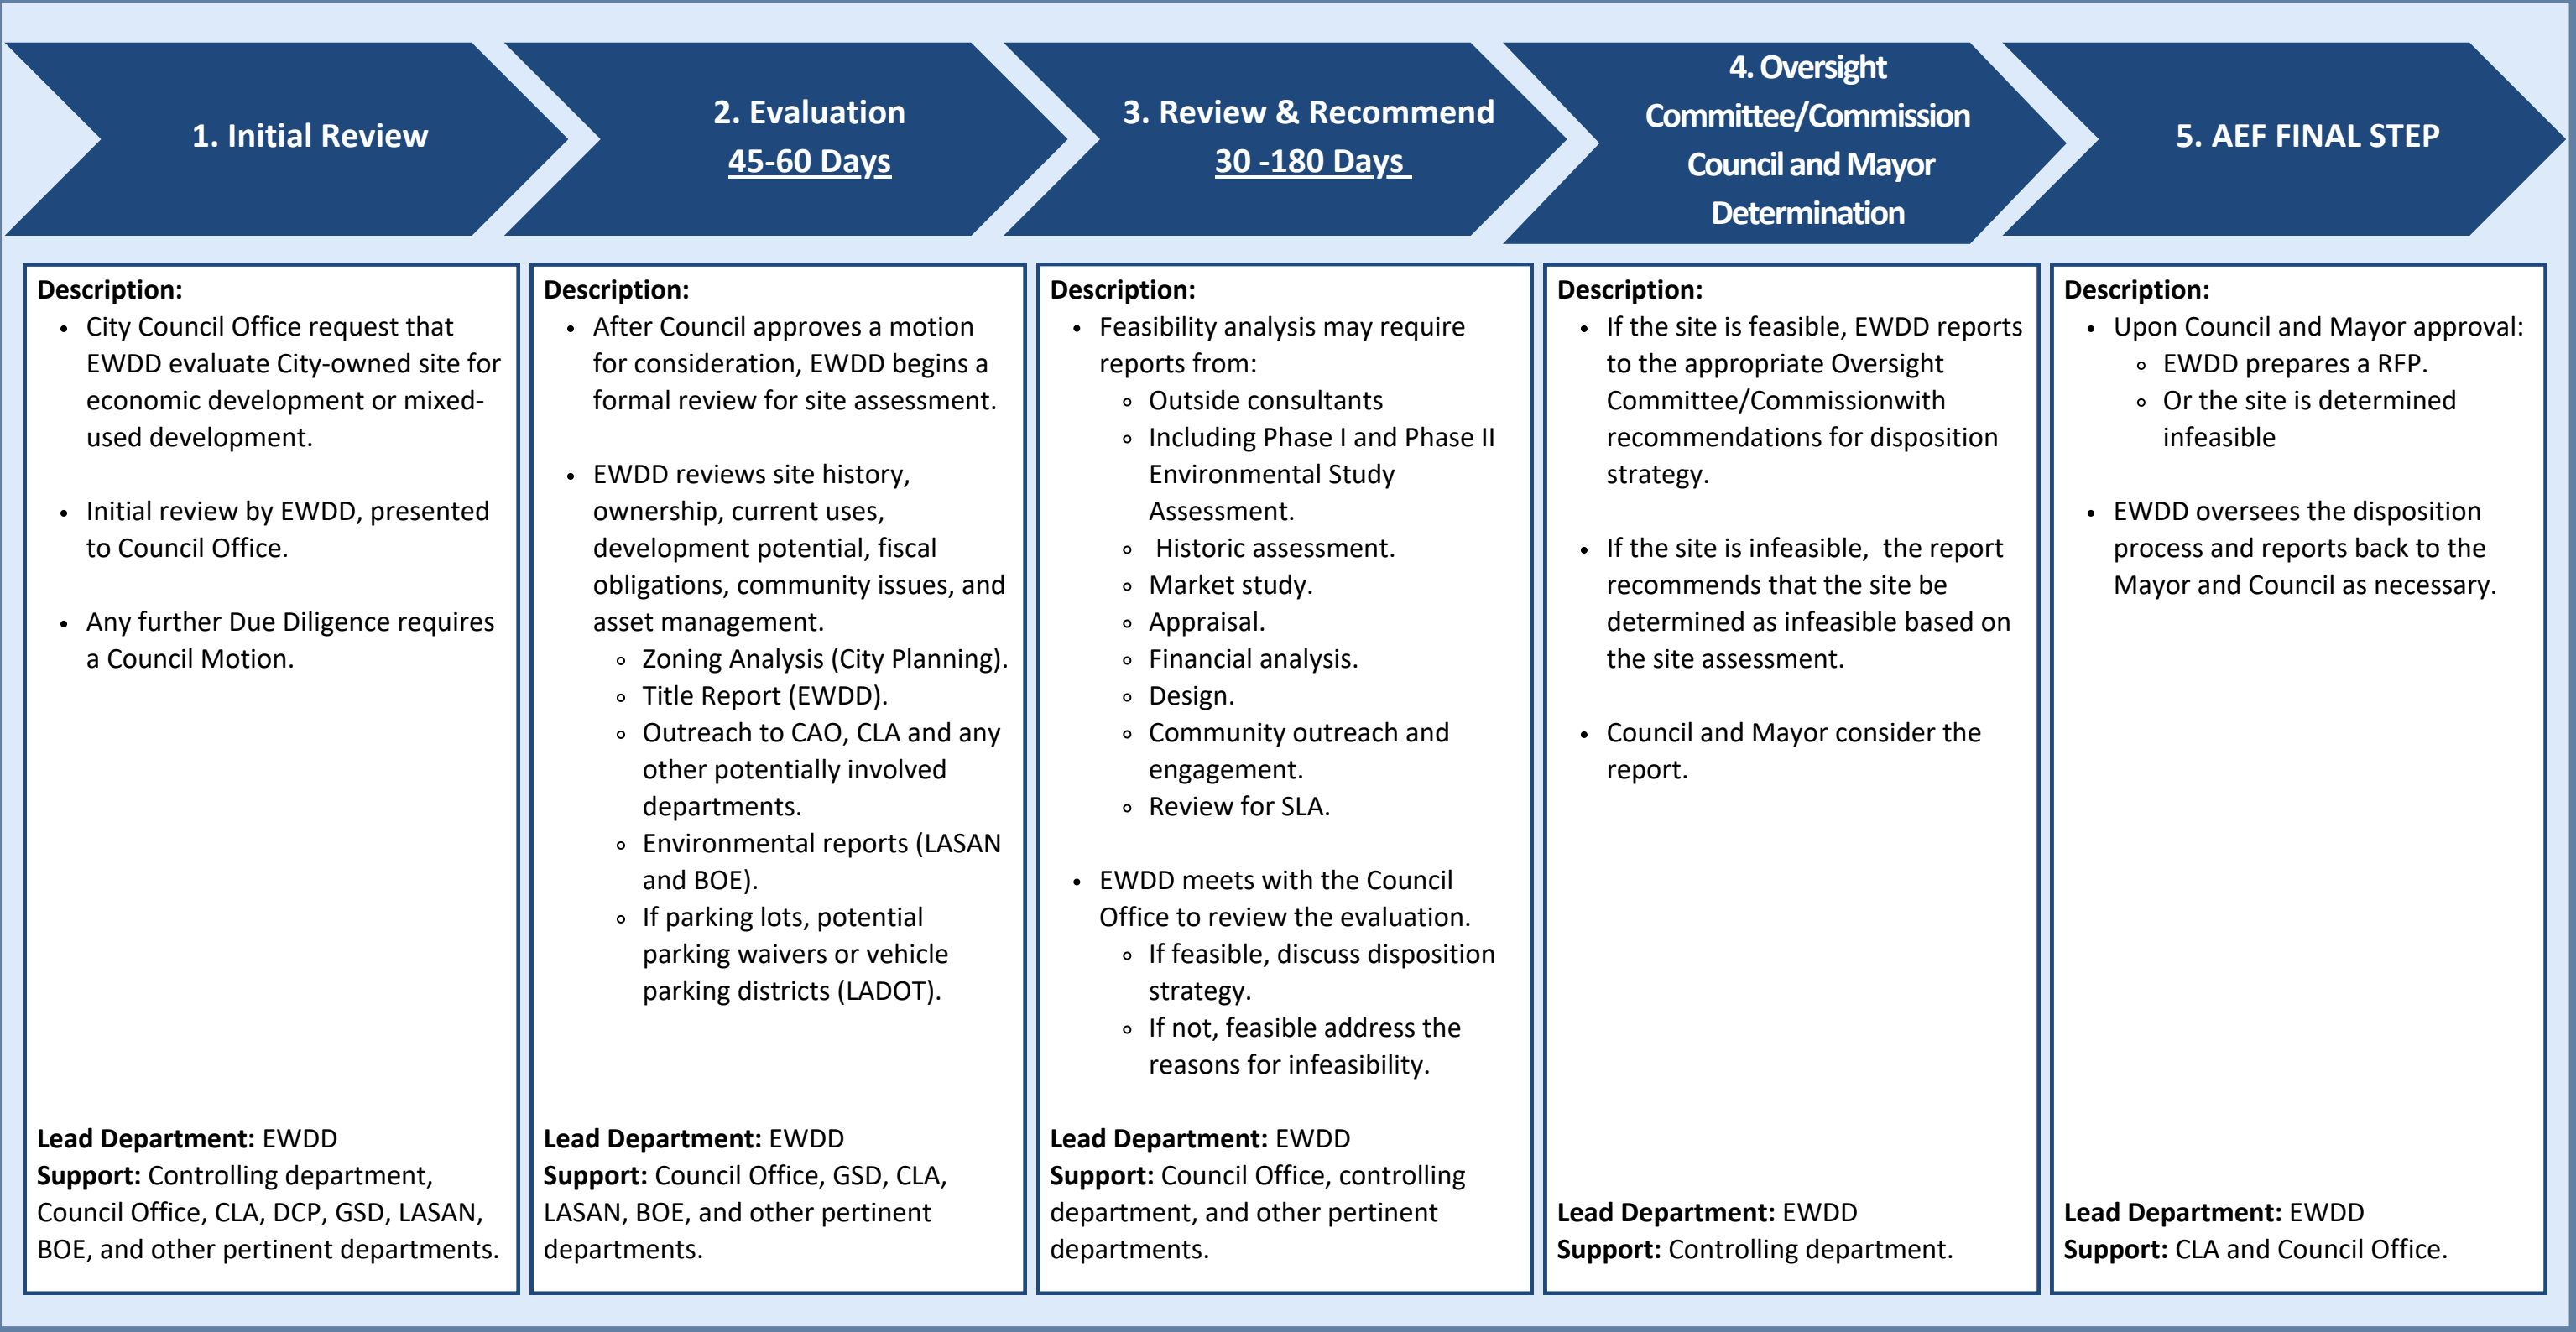 1. Initial Review
2. Evaluation
45-60 Days
3. Review & Recommend
30 -180 Days
4. Oversight
Committee/Commission
Council and Mayor
Determination
5. AEF FINAL STEP
Description:
• City Council Office request that
EWDD evaluate City-owned site for
economic development or mixed-
used development.
• Initial review by EWDD, presented
to Council Office.
• Any further Due Diligence requires
a Council Motion.
Lead Department: EWDD
Support: Controlling department,
Council Office, CLA, DCP, GSD, LASAN,
BOE, and other pertinent departments.
Description:
• After Council approves a motion
for consideration, EWDD begins a
formal review for site assessment.
• EWDD reviews site history,
ownership, current uses,
development potential, fiscal
obligations, community issues, and
asset management.
◦ Zoning Analysis (City Planning).
◦ Title Report (EWDD).
◦ Outreach to CAO, CLA and any
other potentially involved
departments.
◦ Environmental reports (LASAN
and BOE).
◦ If parking lots, potential
parking waivers or vehicle
parking districts (LADOT).
Lead Department: EWDD
Support: Council Office, GSD, CLA,
LASAN, BOE, and other pertinent
departments.
Description:
• Feasibility analysis may require
reports from:
◦ Outside consultants
◦ Including Phase I and Phase II
Environmental Study
Assessment.
◦ Historic assessment.
◦ Market study.
◦ Appraisal.
◦ Financial analysis.
◦ Design.
◦ Community outreach and
engagement.
◦ Review for SLA.
• EWDD meets with the Council
Office to review the evaluation.
◦ If feasible, discuss disposition
strategy.
◦ If not, feasible address the
reasons for infeasibility.
Lead Department: EWDD
Support: Council Office, controlling
department, and other pertinent
departments.
Description:
• If the site is feasible, EWDD reports
to the appropriate Oversight
Committee/Commissionwith
recommendations for disposition
strategy.
• If the site is infeasible, the report
recommends that the site be
determined as infeasible based on
the site assessment.
• Council and Mayor consider the
report.
Lead Department: EWDD
Support: Controlling department.
Description:
• Upon Council and Mayor approval:
◦ EWDD prepares a RFP.
◦ Or the site is determined
infeasible
• EWDD oversees the disposition
process and reports back to the
Mayor and Council as necessary.
Lead Department: EWDD
Support: CLA and Council Office.